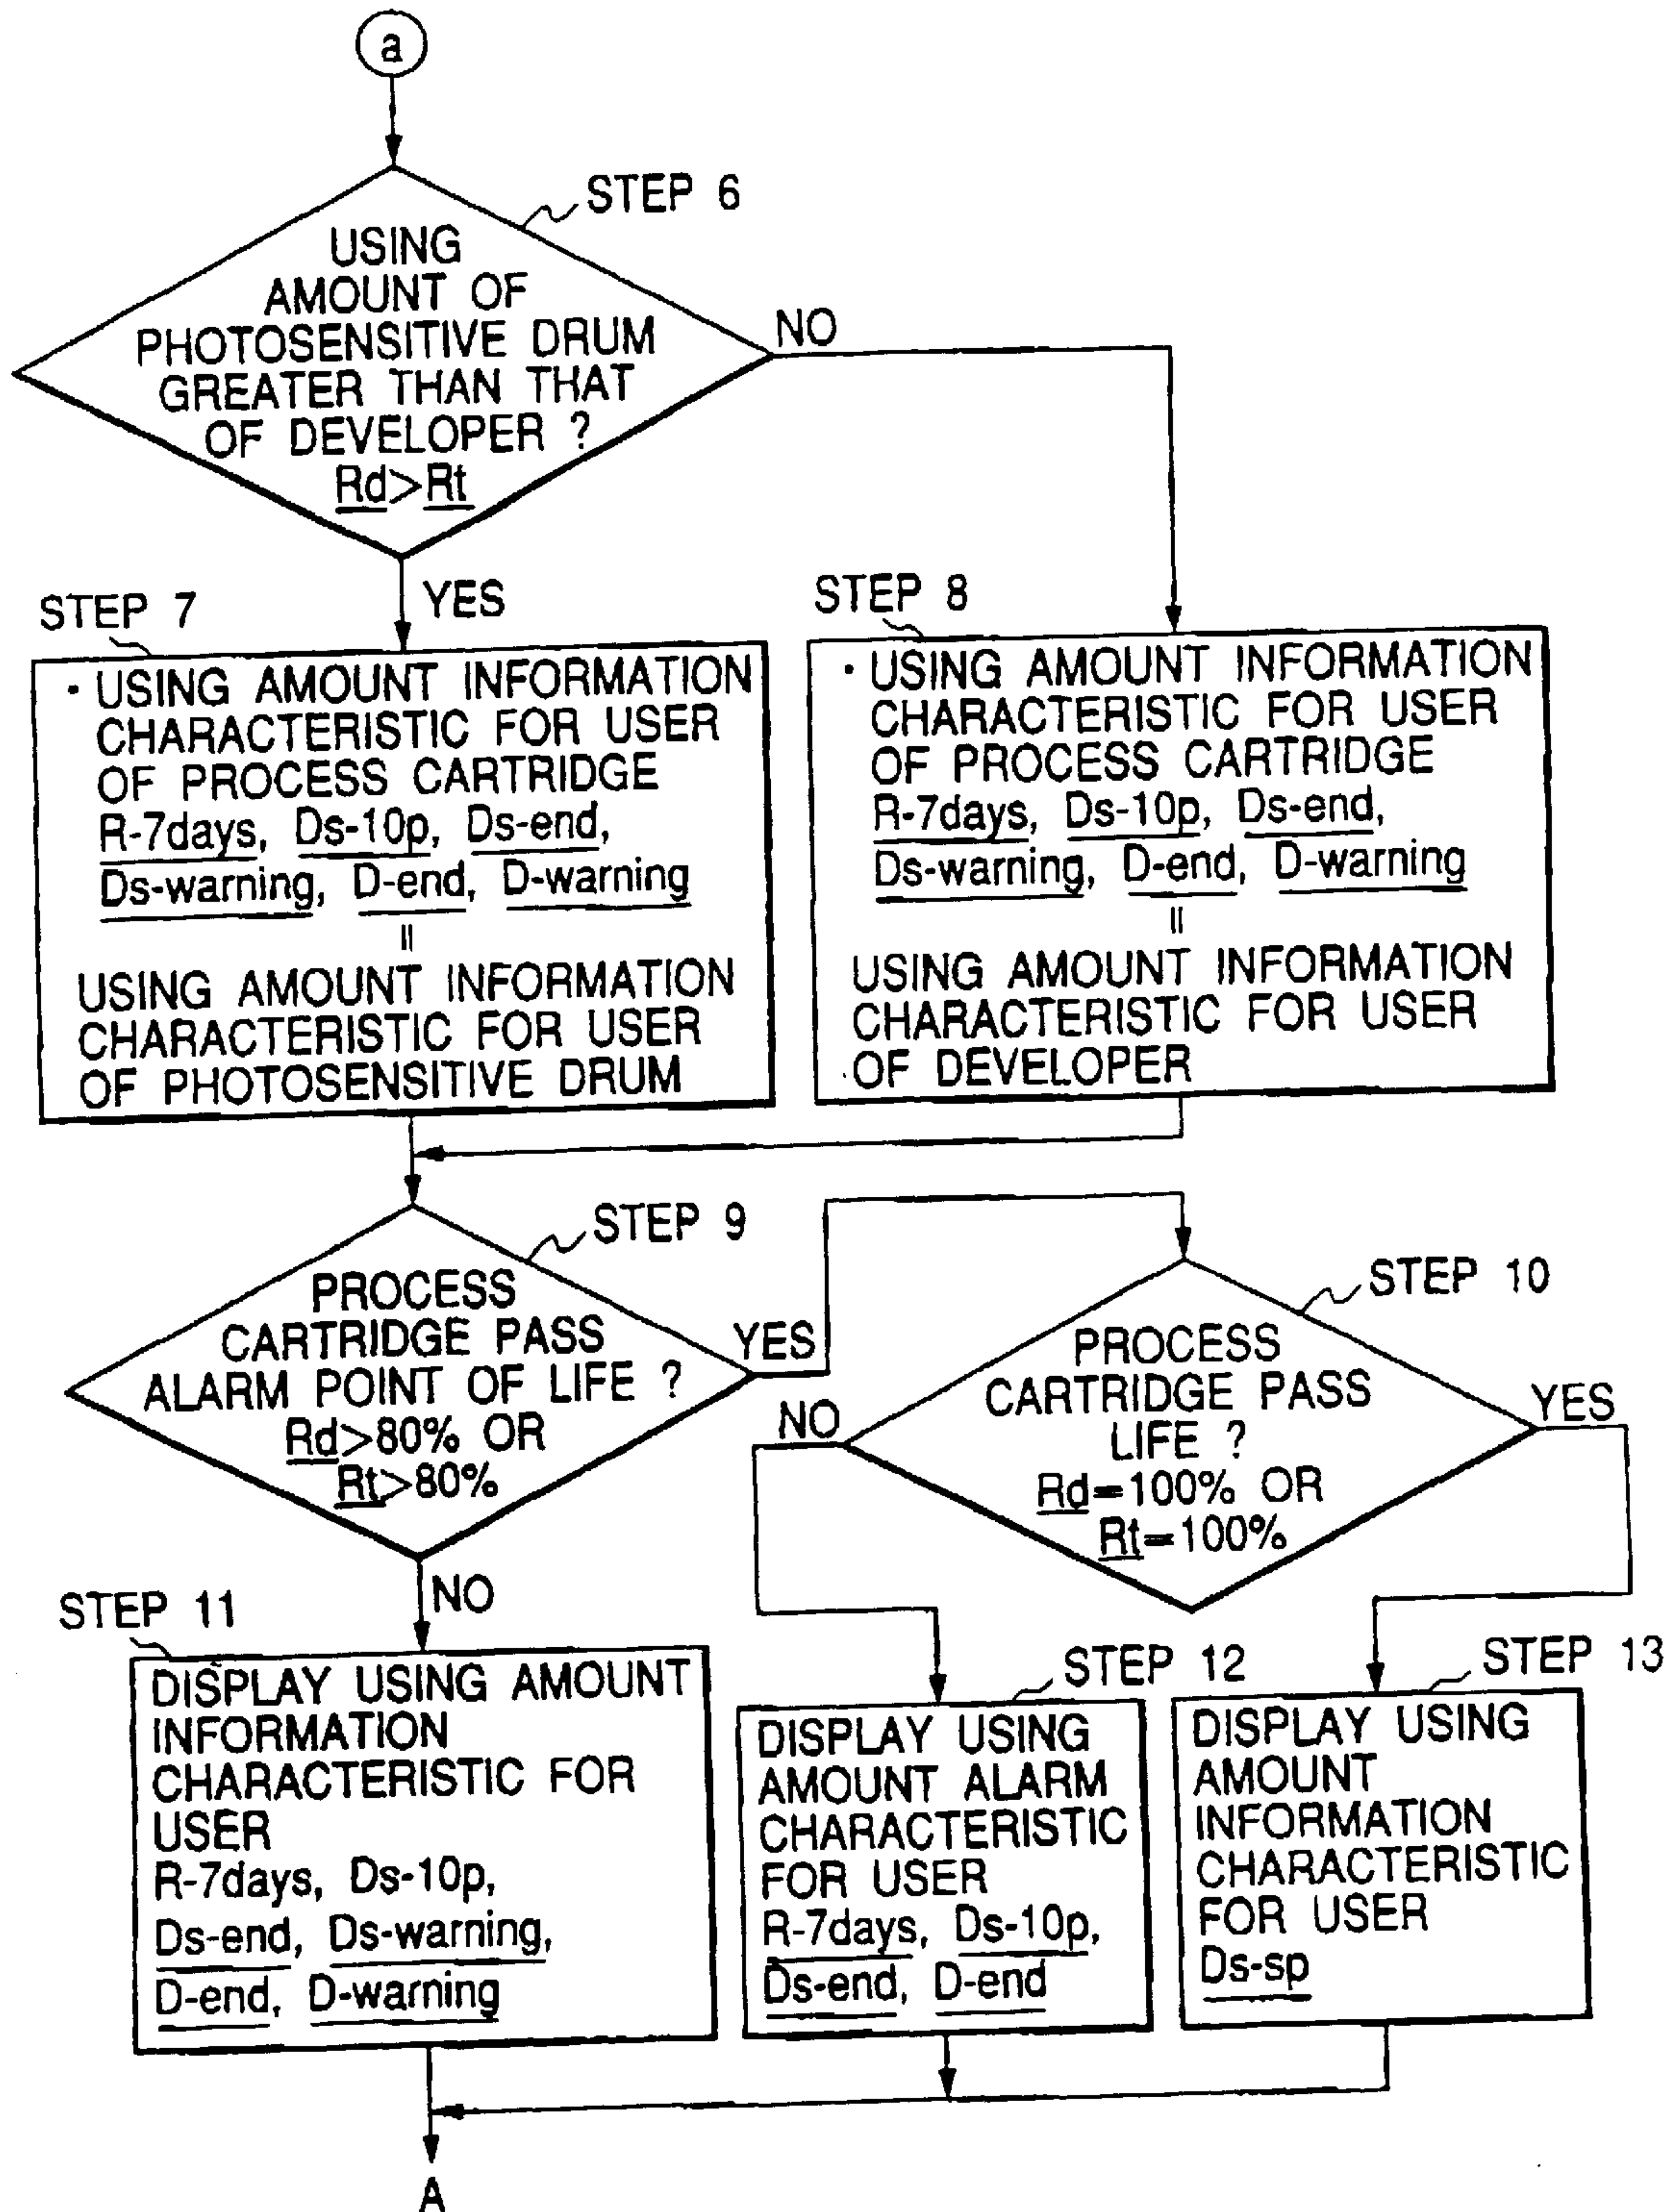 a
STEP 6
USING
AMOUNT OF
PHOTOSENSITIVE DRUM
GREATER THAN THAT
OF DEVELOPER ?
Rd>Rt
NO
YES
STEP 7
· USING AMOUNT INFORMATION
CHARACTERISTIC FOR USER
OF PROCESS CARTRIDGE
R-7days, Ds-10p, Ds-end,
Ds-warning, D-end, D-warning
=
USING AMOUNT INFORMATION
CHARACTERISTIC FOR USER
OF PHOTOSENSITIVE DRUM
STEP 8
· USING AMOUNT INFORMATION
CHARACTERISTIC FOR USER
OF PROCESS CARTRIDGE
R-7days, Ds-10p, Ds-end,
Ds-warning, D-end, D-warning
=
USING AMOUNT INFORMATION
CHARACTERISTIC FOR USER
OF DEVELOPER
STEP 9
PROCESS
CARTRIDGE PASS
ALARM POINT OF LIFE ?
Rd>80% OR
Rt>80%
YES
NO
STEP 10
PROCESS
CARTRIDGE PASS
LIFE ?
Rd=100% OR
Rt=100%
NO
YES
STEP 11
DISPLAY USING AMOUNT
INFORMATION
CHARACTERISTIC FOR
USER
R-7days, Ds-10p,
Ds-end, Ds-warning,
D-end, D-warning
STEP 12
DISPLAY USING
AMOUNT ALARM
CHARACTERISTIC
FOR USER
R-7days, Ds-10p,
Ds-end, D-end
STEP 13
DISPLAY USING
AMOUNT
INFORMATION
CHARACTERISTIC
FOR USER
Ds-sp
A